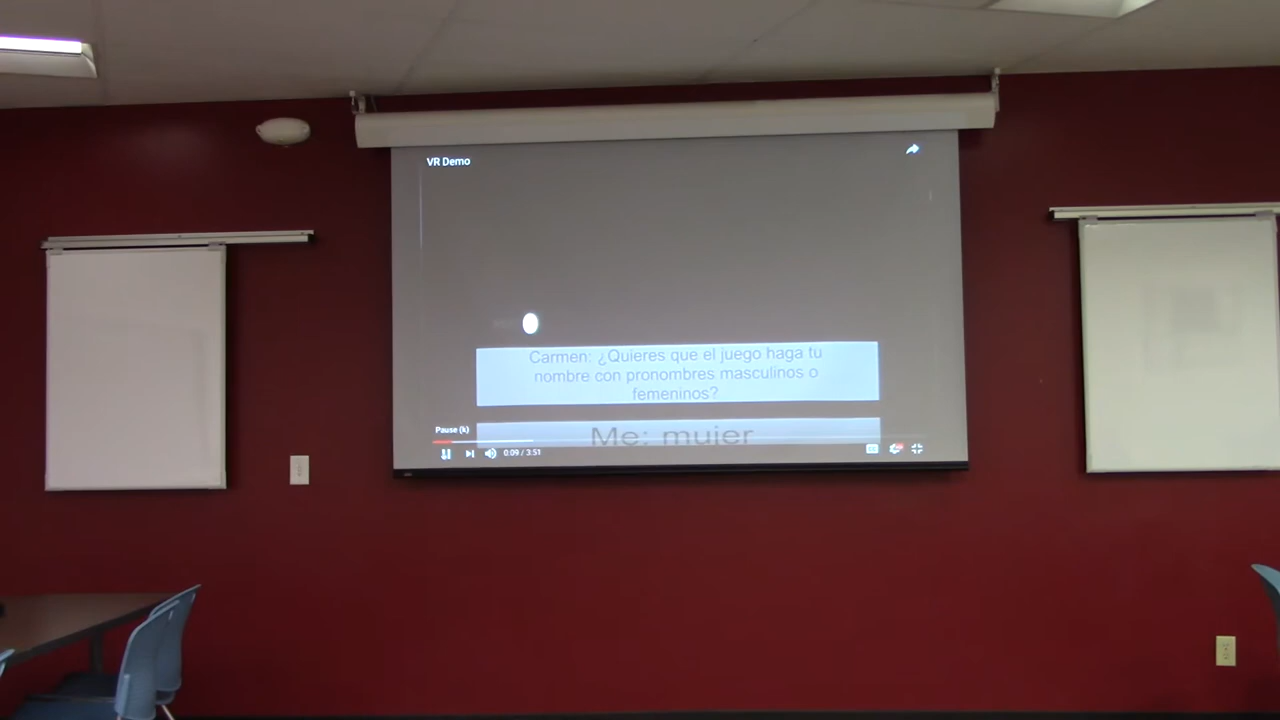 VR Demo
Carmen: ¿Quieres que el juego haga tu
nombre con pronombres masculinos o
femeninos?
Pause (k)
Me: mujer
0:09 / 3:51